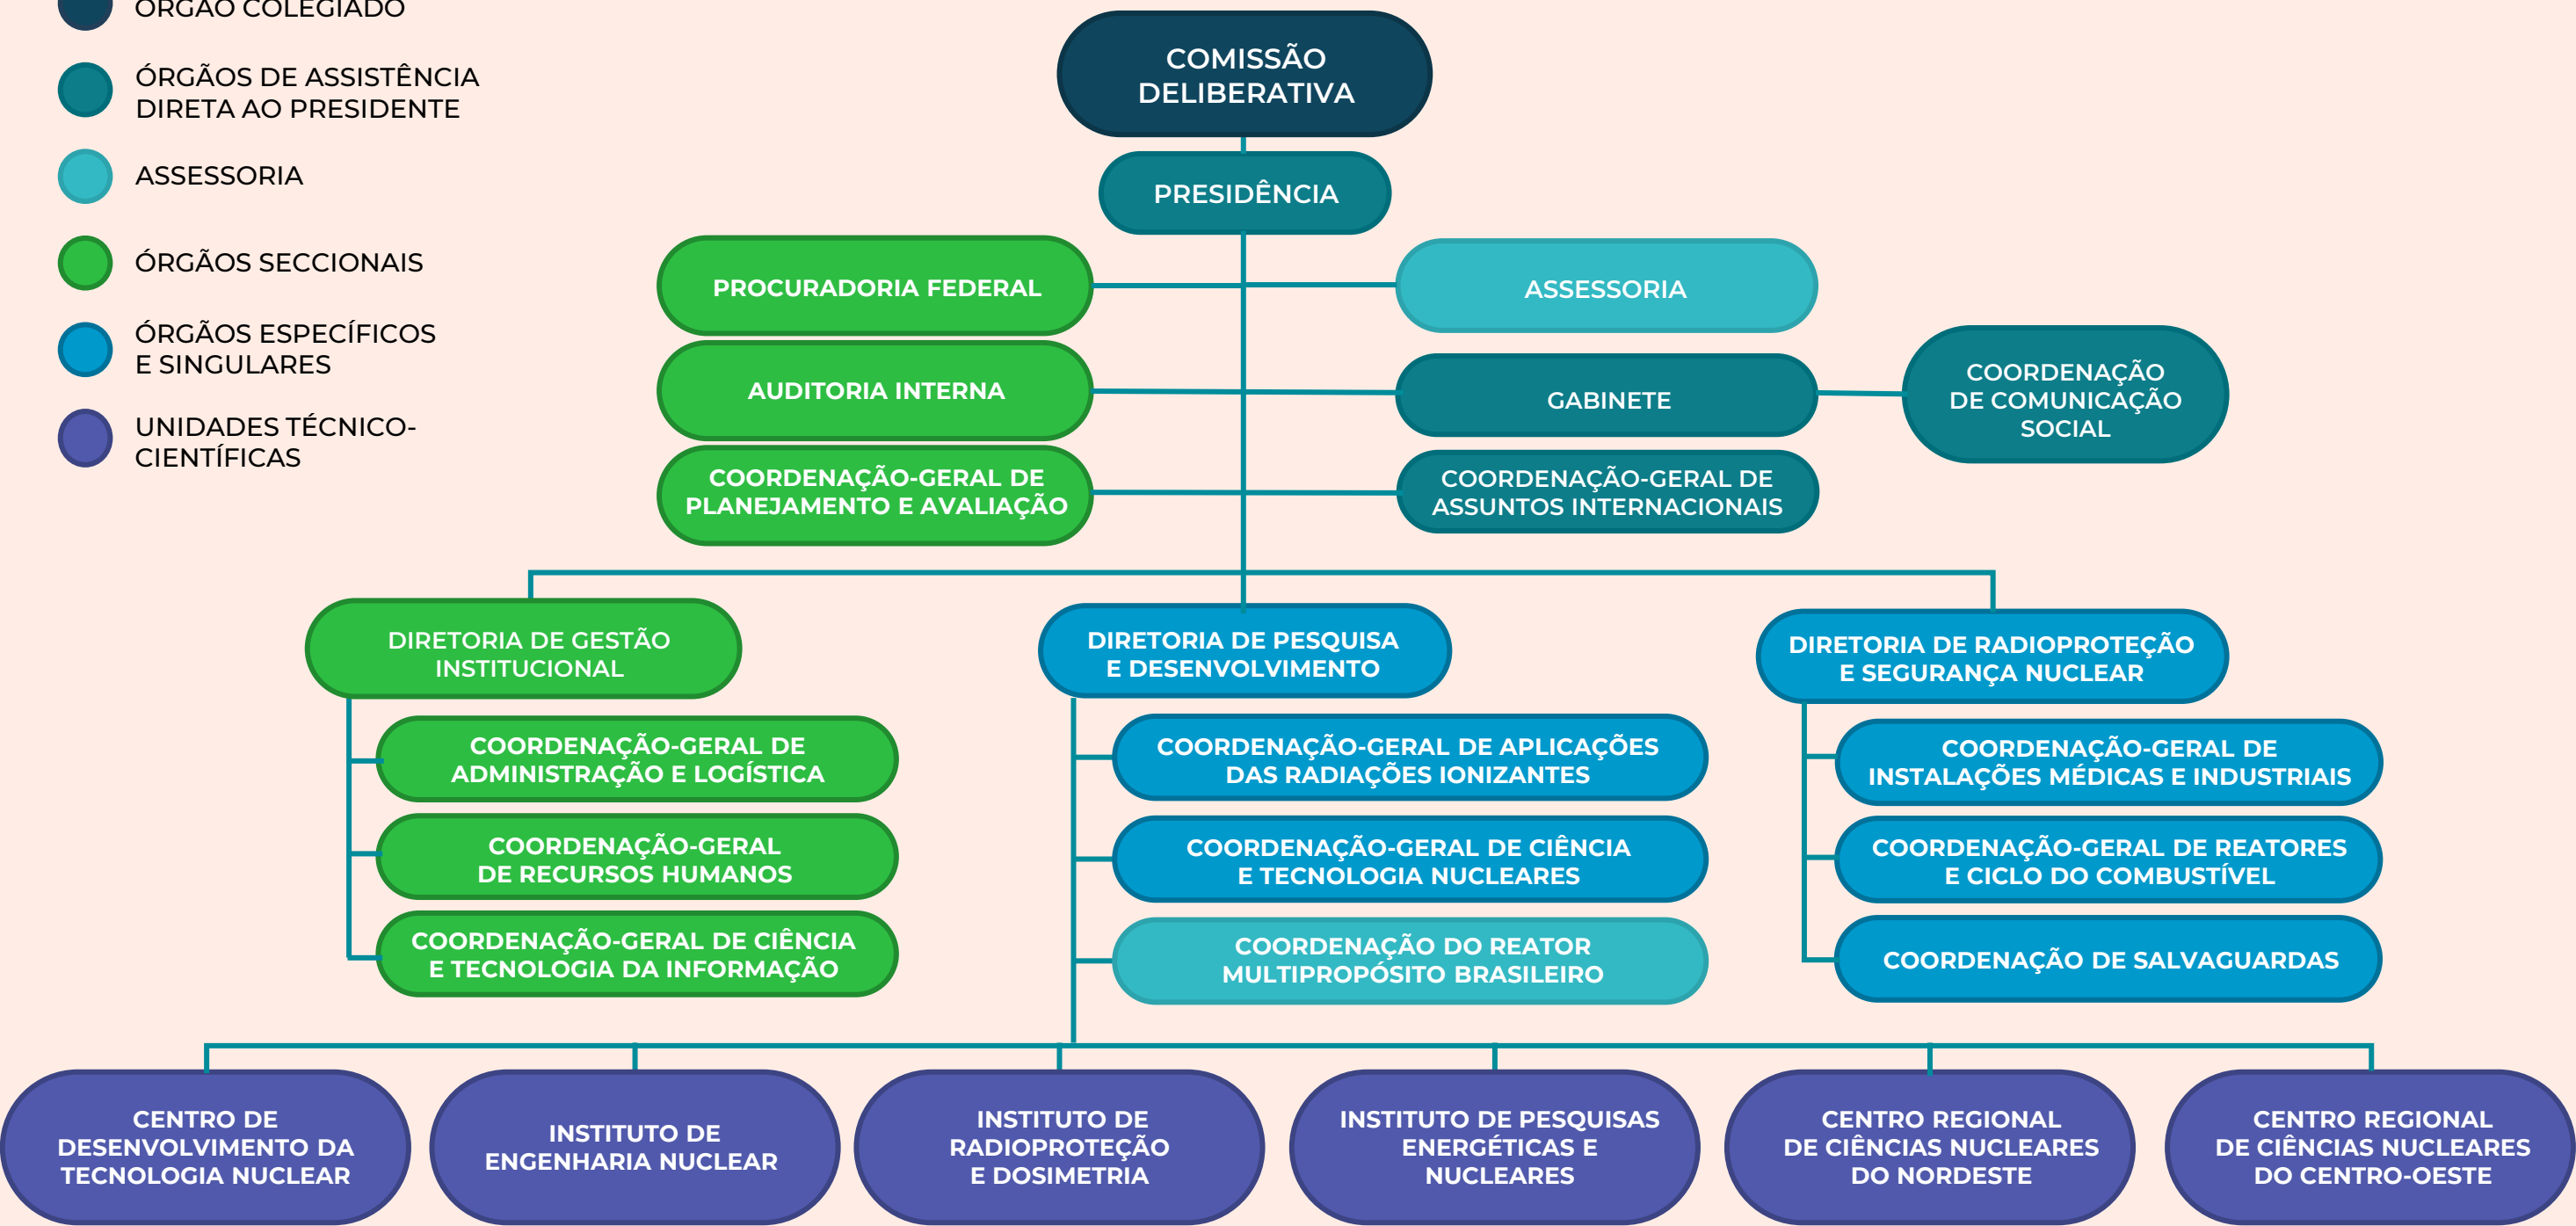 ÓRGÃO COLEGIADO
ÓRGÃOS DE ASSISTÊNCIA
DIRETA AO PRESIDENTE
ASSESSORIA
ÓRGÃOS SECCIONAIS
ÓRGÃOS ESPECÍFICOS
E SINGULARES
UNIDADES TÉCNICO-
CIENTÍFICAS
COMISSÃO
DELIBERATIVA
PRESIDÊNCIA
PROCURADORIA FEDERAL
ASSESSORIA
AUDITORIA INTERNA
GABINETE
COORDENAÇÃO
DE COMUNICAÇÃO
SOCIAL
COORDENAÇÃO-GERAL DE
PLANEJAMENTO E AVALIAÇÃO
COORDENAÇÃO-GERAL DE
ASSUNTOS INTERNACIONAIS
DIRETORIA DE GESTÃO
INSTITUCIONAL
COORDENAÇÃO-GERAL DE
ADMINISTRAÇÃO E LOGÍSTICA
COORDENAÇÃO-GERAL
DE RECURSOS HUMANOS
COORDENAÇÃO-GERAL DE CIÊNCIA
E TECNOLOGIA DA INFORMAÇÃO
DIRETORIA DE PESQUISA
E DESENVOLVIMENTO
COORDENAÇÃO-GERAL DE APLICAÇÕES
DAS RADIAÇÕES IONIZANTES
COORDENAÇÃO-GERAL DE CIÊNCIA
E TECNOLOGIA NUCLEARES
COORDENAÇÃO DO REATOR
MULTIPROPÓSITO BRASILEIRO
DIRETORIA DE RADIOPROTEÇÃO
E SEGURANÇA NUCLEAR
COORDENAÇÃO-GERAL DE
INSTALAÇÕES MÉDICAS E INDUSTRIAIS
COORDENAÇÃO-GERAL DE REATORES
E CICLO DO COMBUSTÍVEL
COORDENAÇÃO DE SALVAGUARDAS
CENTRO DE
DESENVOLVIMENTO DA
TECNOLOGIA NUCLEAR
INSTITUTO DE
ENGENHARIA NUCLEAR
INSTITUTO DE
RADIOPROTEÇÃO
E DOSIMETRIA
INSTITUTO DE PESQUISAS
ENERGÉTICAS E
NUCLEARES
CENTRO REGIONAL
DE CIÊNCIAS NUCLEARES
DO NORDESTE
CENTRO REGIONAL
DE CIÊNCIAS NUCLEARES
DO CENTRO-OESTE